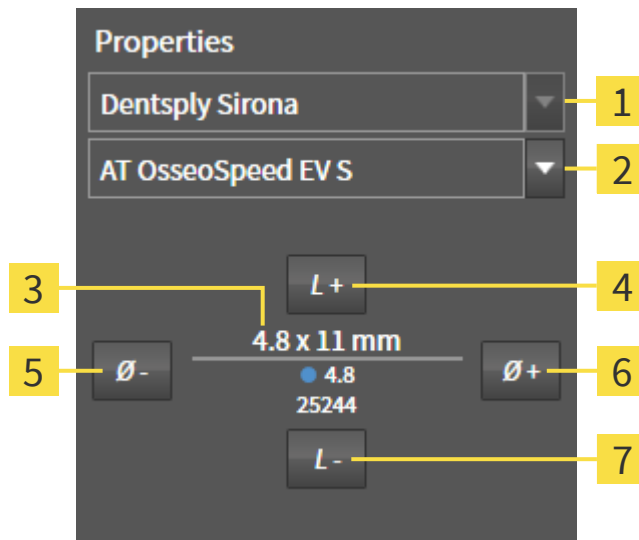 Properties
Dentsply Sirona
1
AT OsseoSpeed EV S
2
3
L +
4
4.8 x 11 mm
5
Ø -
4.8
Ø +
6
25244
L -
7